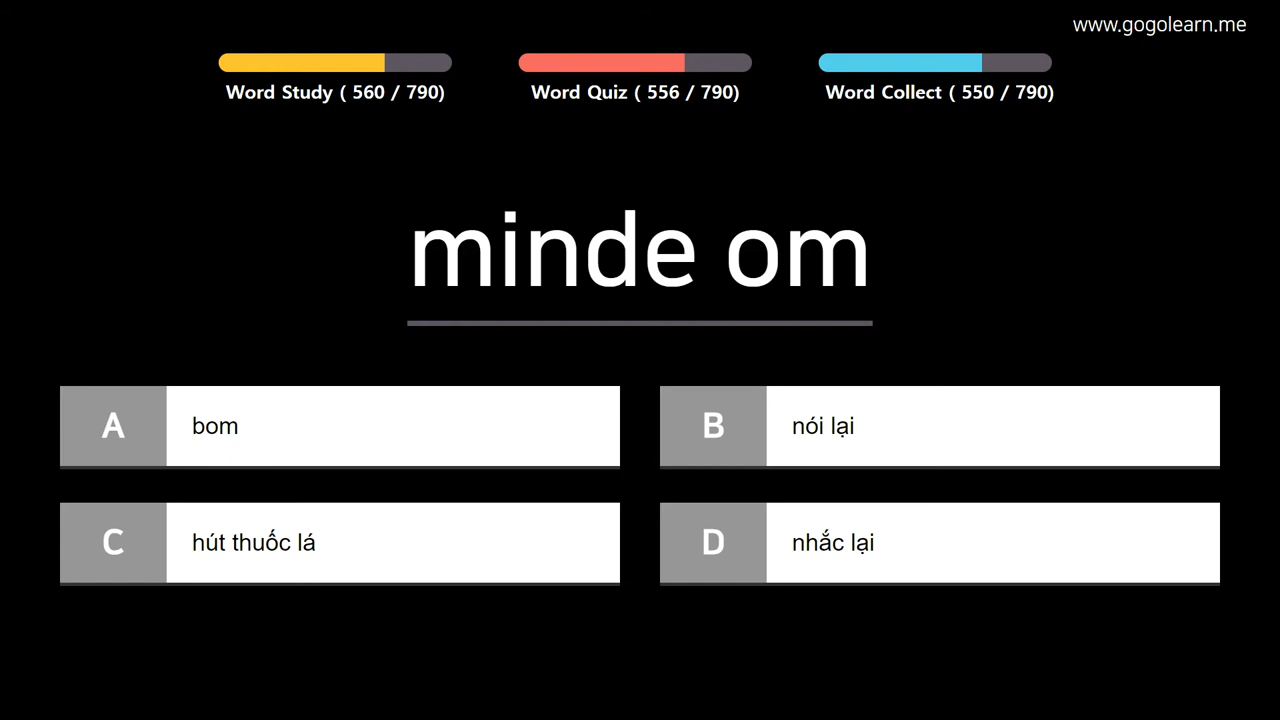 www.gogolearn.me
Word Study ( 560 / 790)
Word Quiz ( 556 / 790)
Word Collect ( 550 / 790)
minde om
A
bom
B
nói lại
C
hút thuốc lá
D
nhắc lại